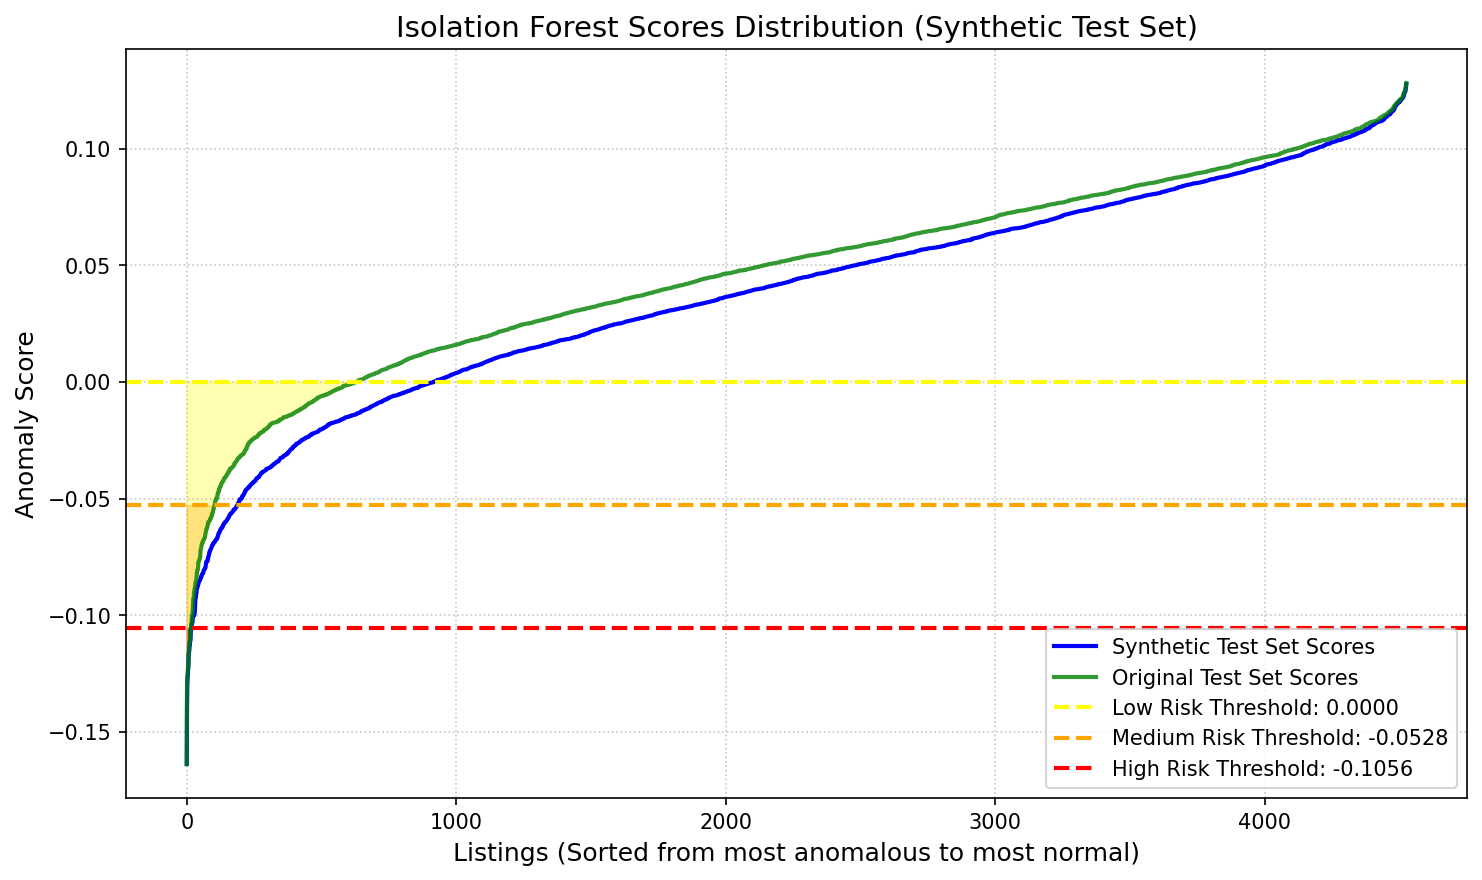 Isolation Forest Scores Distribution (Synthetic Test Set)
Anomaly Score
0.10
0.05
0.00
−0.05
−0.10
−0.15
0
1000
2000
3000
4000
Listings (Sorted from most anomalous to most normal)
Synthetic Test Set Scores
Original Test Set Scores
Low Risk Threshold: 0.0000
Medium Risk Threshold: -0.0528
High Risk Threshold: -0.1056